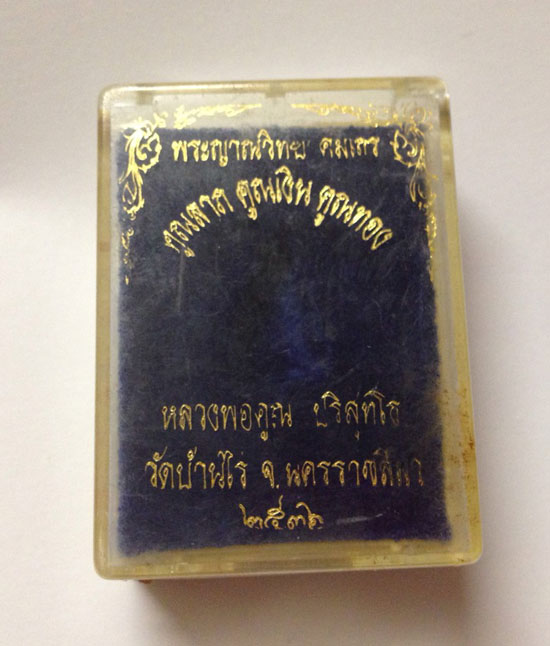 พระญาณวิทยาคมเถร
คูณลาภ คูณเงิน คูณทอง
หลวงพ่อคูณ ปริสุทฺโธ
วัดบ้านไร่ จ.นครราชสีมา
๒๕๓๖